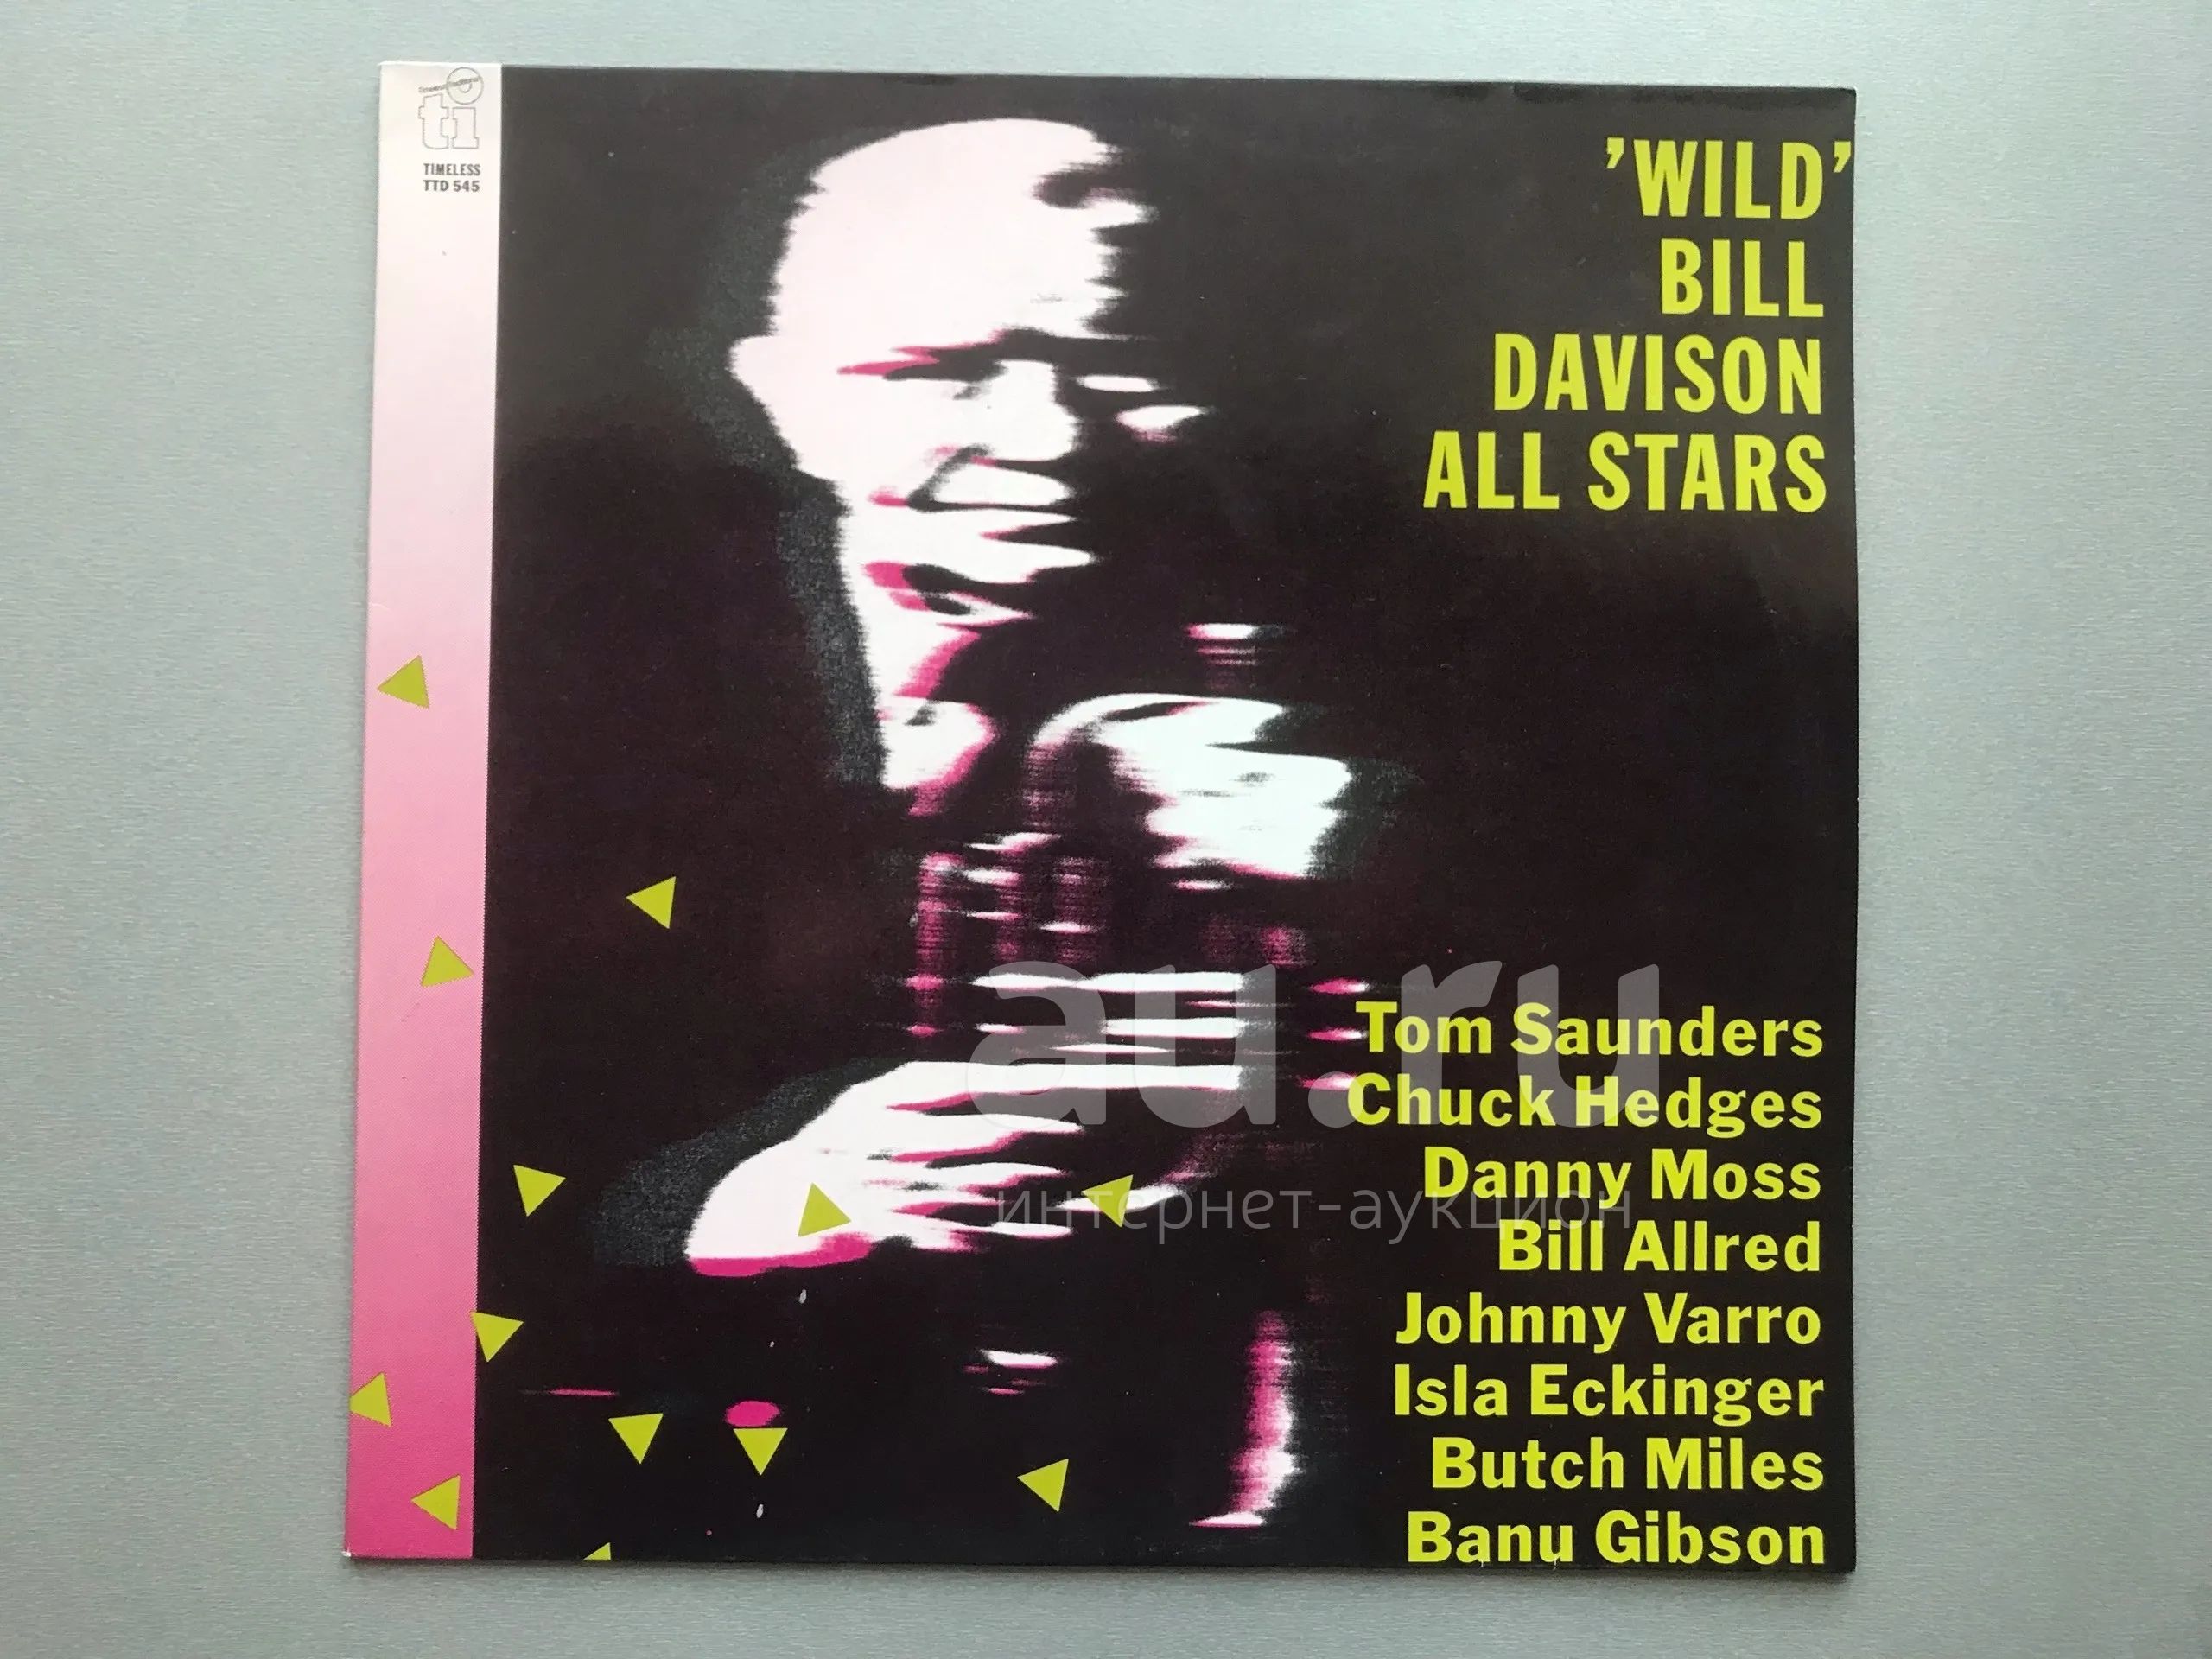 ti
TIMELESS
TTD 545
'WILD'
BILL
DAVISON
ALL STARS
Tom Saunders
Chuck Hedges
Danny Moss
Bill Allred
Johnny Varro
Isla Eckinger
Butch Miles
Banu Gibson
au.ru
интернет-аукцион